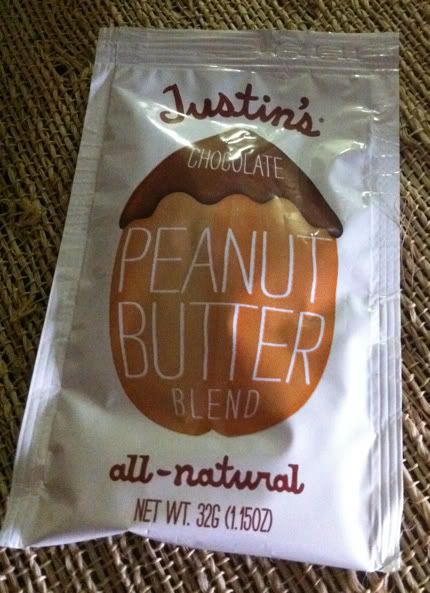 Justin's®
CHOCOLATE
PEANUT
BUTTER
BLEND
all-natural
NET WT. 32G (1.15OZ)